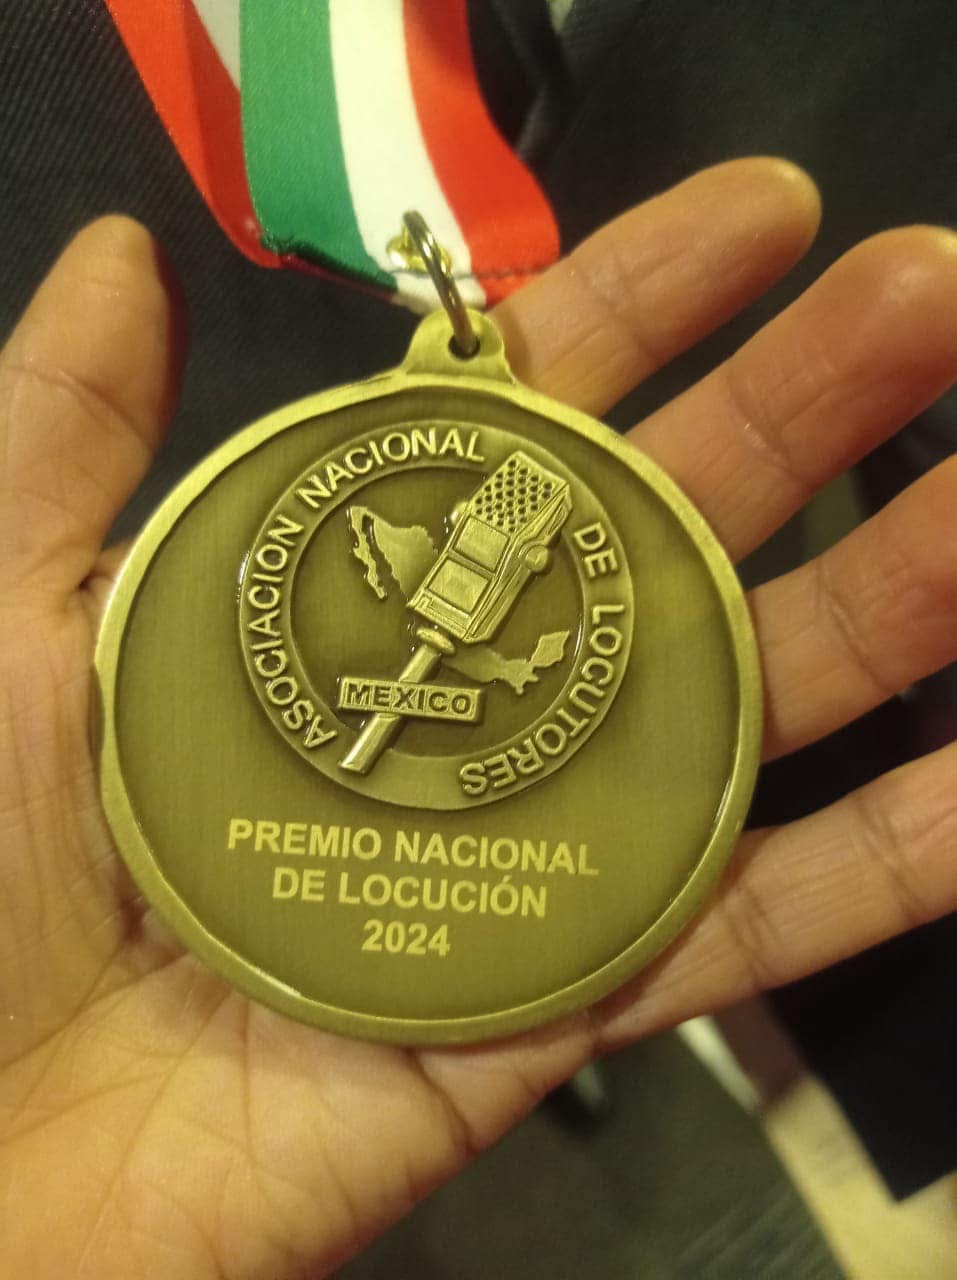 ASOCIACION NACIONAL DE LOCUTORES
MEXICO
PREMIO NACIONAL
DE LOCUCIÓN
2024